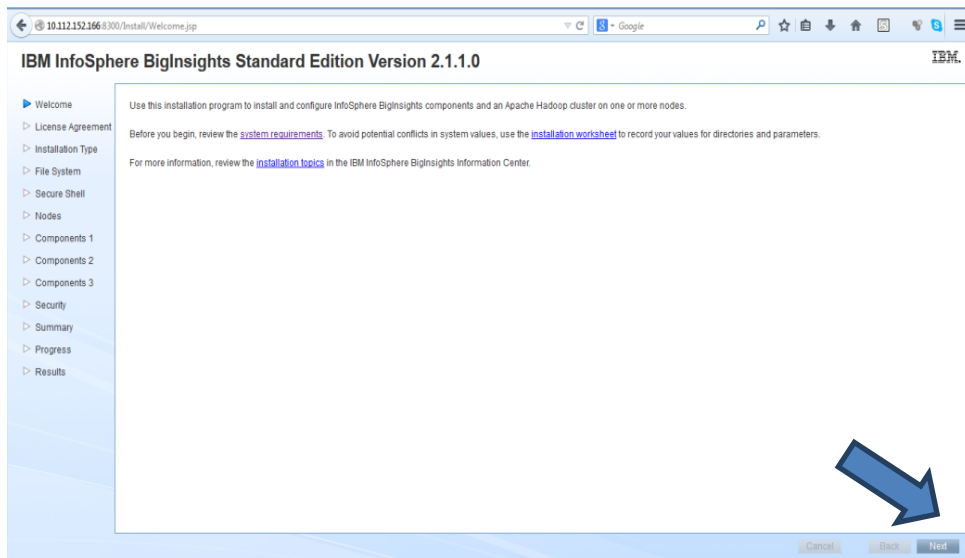 10.112.152.166:8300/Install/Welcome.jsp
Google
IBM InfoSphere BigInsights Standard Edition Version 2.1.1.0
IBM.
Welcome
License Agreement
Installation Type
File System
Secure Shell
Nodes
Components 1
Components 2
Components 3
Security
Summary
Progress
Results
Use this installation program to install and configure InfoSphere BigInsights components and an Apache Hadoop cluster on one or more nodes.
Before you begin, review the system requirements. To avoid potential conflicts in system values, use the installation worksheet to record your values for directories and parameters.
For more information, review the installation topics in the IBM InfoSphere BigInsights Information Center.
Cancel
Back
Next